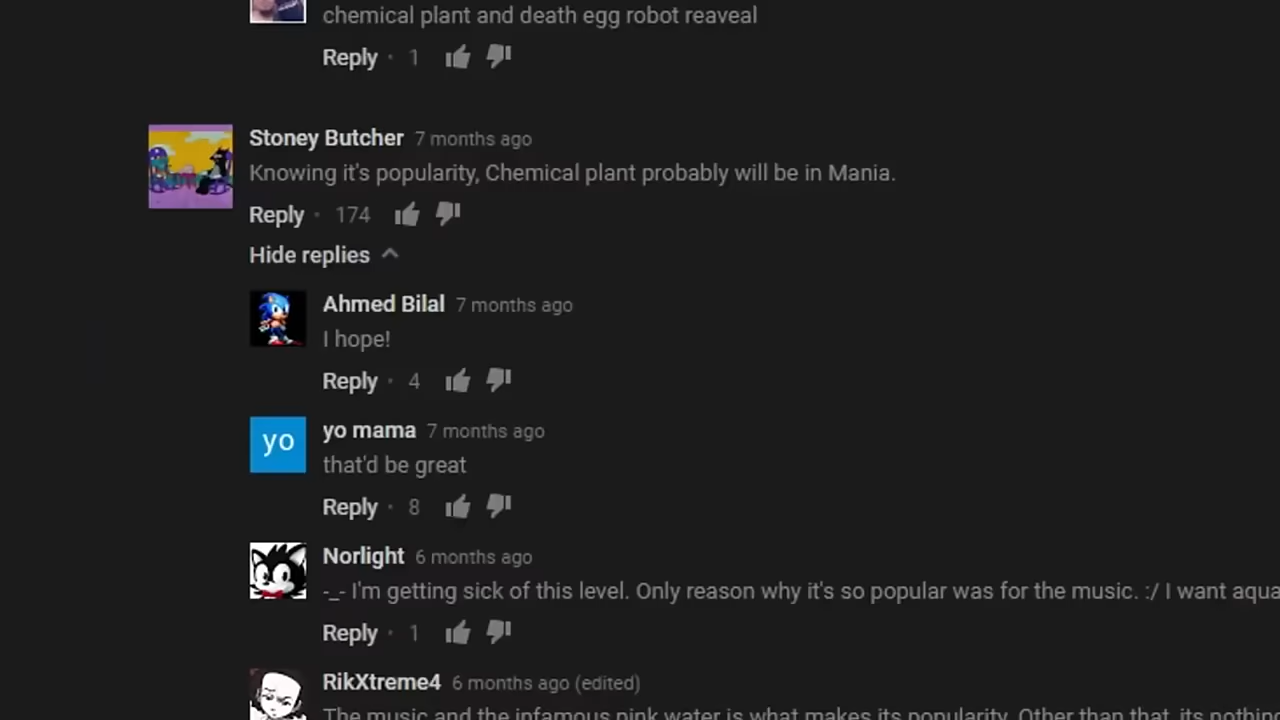 chemical plant and death egg robot reaveal
Reply · 1
Stoney Butcher 7 months ago
Knowing it's popularity, Chemical plant probably will be in Mania.
Reply · 174
Hide replies
Ahmed Bilal 7 months ago
I hope!
Reply · 4
yo
yo mama 7 months ago
that'd be great
Reply · 8
Norlight 6 months ago
-_- I'm getting sick of this level. Only reason why it's so popular was for the music. :/ I want aqua
Reply · 1
RikXtreme4 6 months ago (edited)
The music and the infamous pink water is what makes its popularity. Other than that, its nothing